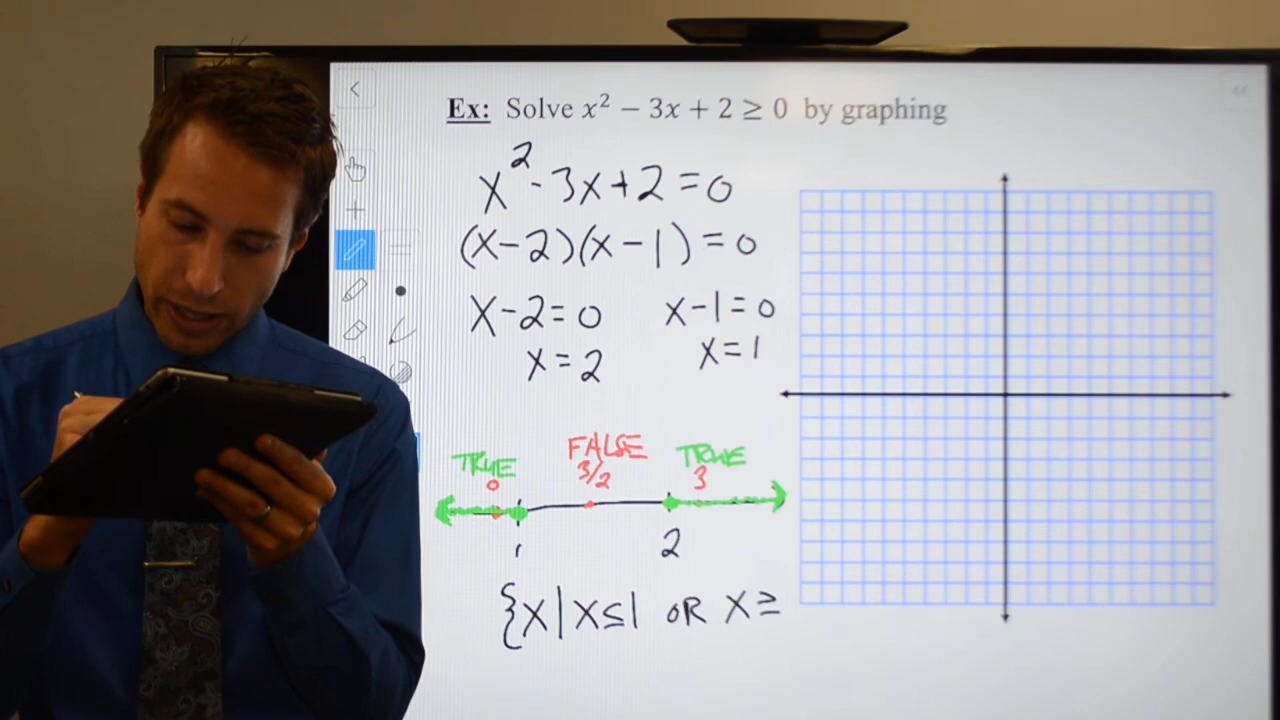 Ex: Solve x² − 3x + 2 ≥ 0 by graphing
x²-3x+2=0
(x-2)(x-1)=0
x-2=0 x-1=0
x=2 x=1
TRUE FALSE TRUE
0 3/2 3
1 2
{x|x≤1 OR x≥